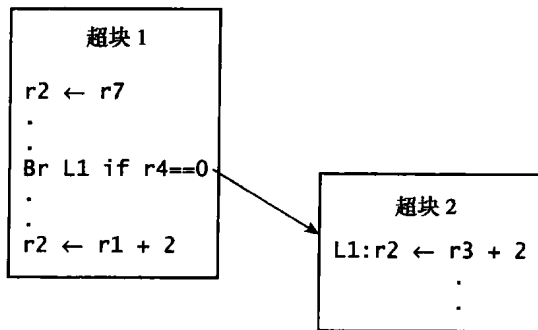 超块 1
r2 ← r7
.
.
Br L1 if r4==0
.
.
r2 ← r1 + 2
超块 2
L1:r2 ← r3 + 2
.
.